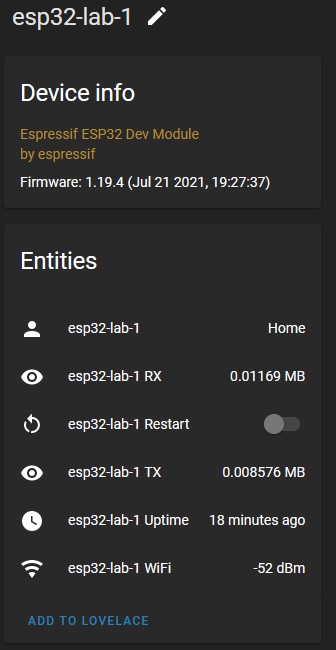 esp32-lab-1
Device info
Espressif ESP32 Dev Module
by espressif
Firmware: 1.19.4 (Jul 21 2021, 19:27:37)
Entities
esp32-lab-1 Home
esp32-lab-1 RX 0.01169 MB
esp32-lab-1 Restart
esp32-lab-1 TX 0.008576 MB
esp32-lab-1 Uptime 18 minutes ago
esp32-lab-1 WiFi -52 dBm
ADD TO LOVELACE